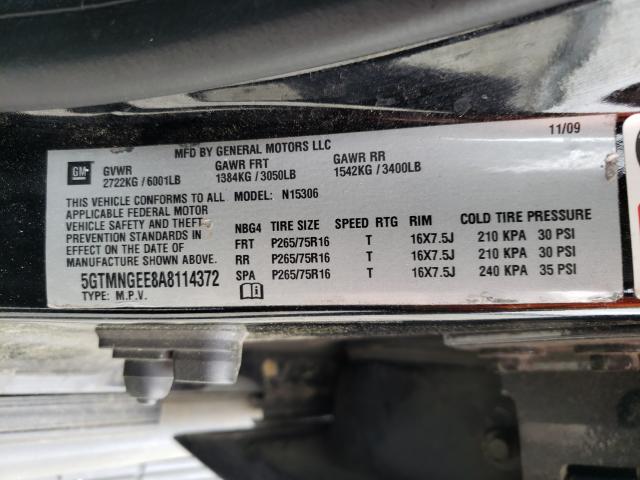 MFD BY GENERAL MOTORS LLC 11/09
GM GVWR GAWR FRT GAWR RR
2722KG / 6001LB 1384KG / 3050LB 1542KG / 3400LB
THIS VEHICLE CONFORMS TO ALL MODEL: N15306
APPLICABLE FEDERAL MOTOR
VEHICLE SAFETY AND THEFT
PREVENTION STANDARDS IN
EFFECT ON THE DATE OF
MANUFACTURE SHOWN ABOVE.
5GTMNGEE8A8114372
TYPE: M.P.V.
NBG4 TIRE SIZE SPEED RTG RIM COLD TIRE PRESSURE
FRT P265/75R16 T 16X7.5J 210 KPA 30 PSI
RR P265/75R16 T 16X7.5J 210 KPA 30 PSI
SPA P265/75R16 T 16X7.5J 240 KPA 35 PSI